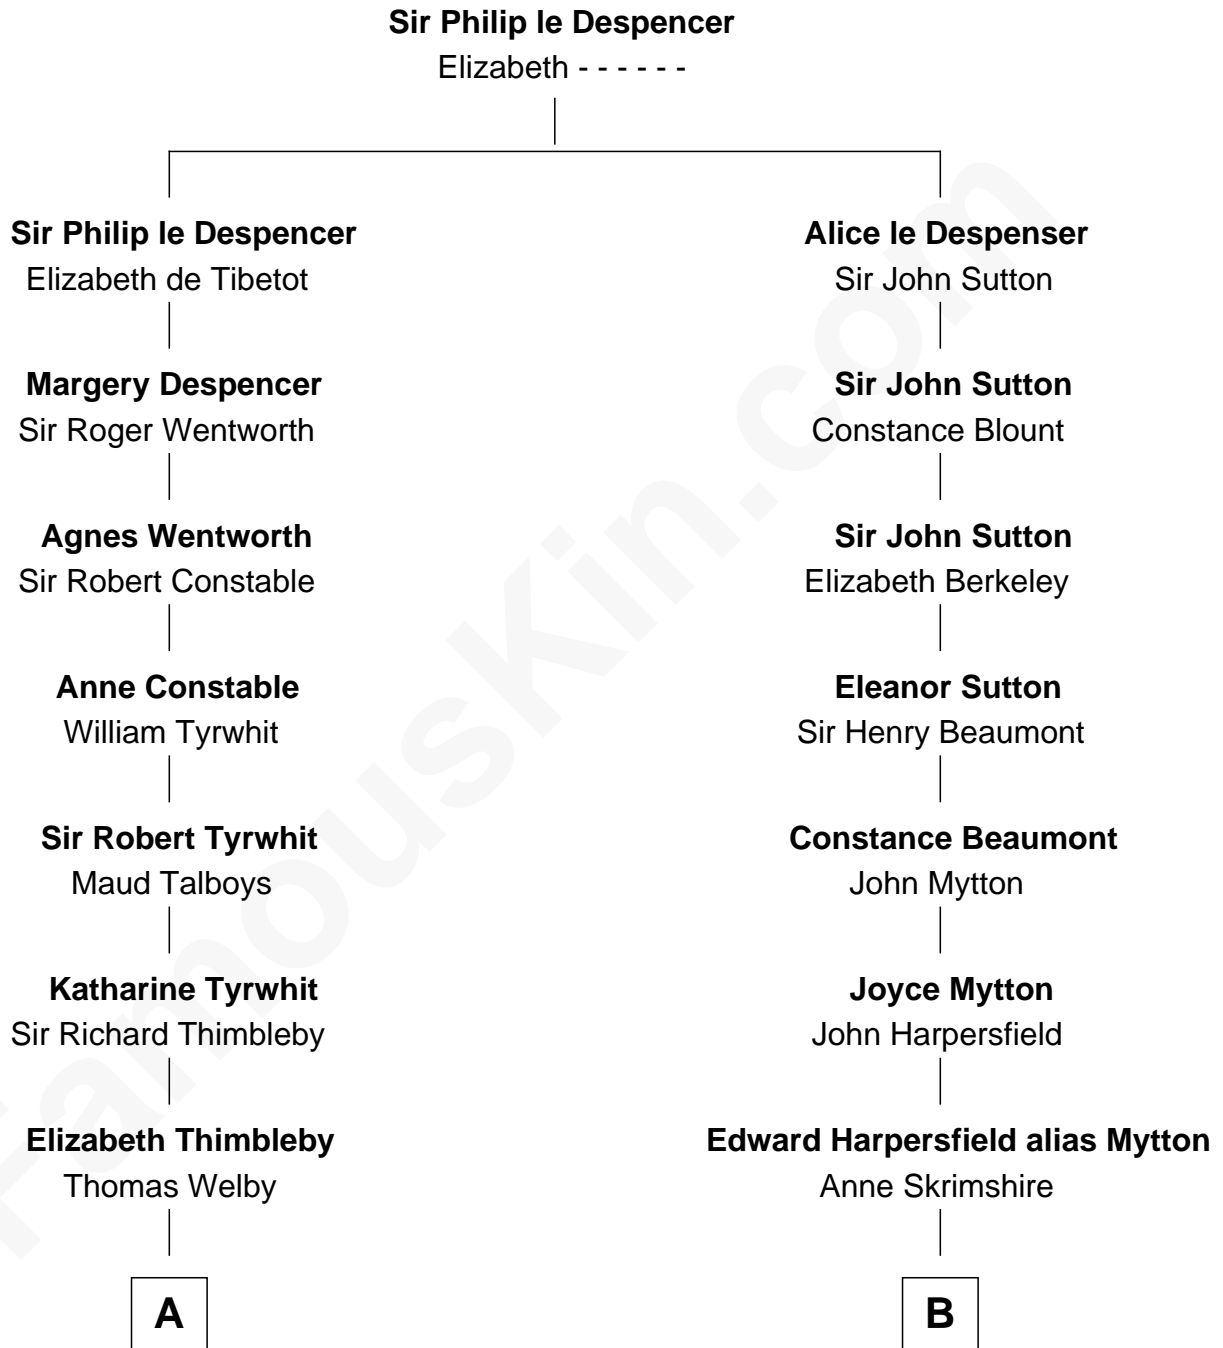 Sir Philip le Despencer
Elizabeth - - - - - -
Sir Philip le Despencer
Elizabeth de Tibetot
Alice le Despenser
Sir John Sutton
Margery Despencer
Sir Roger Wentworth
Sir John Sutton
Constance Blount
Agnes Wentworth
Sir Robert Constable
Sir John Sutton
Elizabeth Berkeley
Anne Constable
William Tyrwhit
Eleanor Sutton
Sir Henry Beaumont
Sir Robert Tyrwhit
Maud Talboys
Constance Beaumont
John Mytton
Katharine Tyrwhit
Sir Richard Thimbleby
Joyce Mytton
John Harpersfield
Elizabeth Thimbleby
Thomas Welby
Edward Harpersfield alias Mytton
Anne Skrimshire
A
B
FamousKin.com